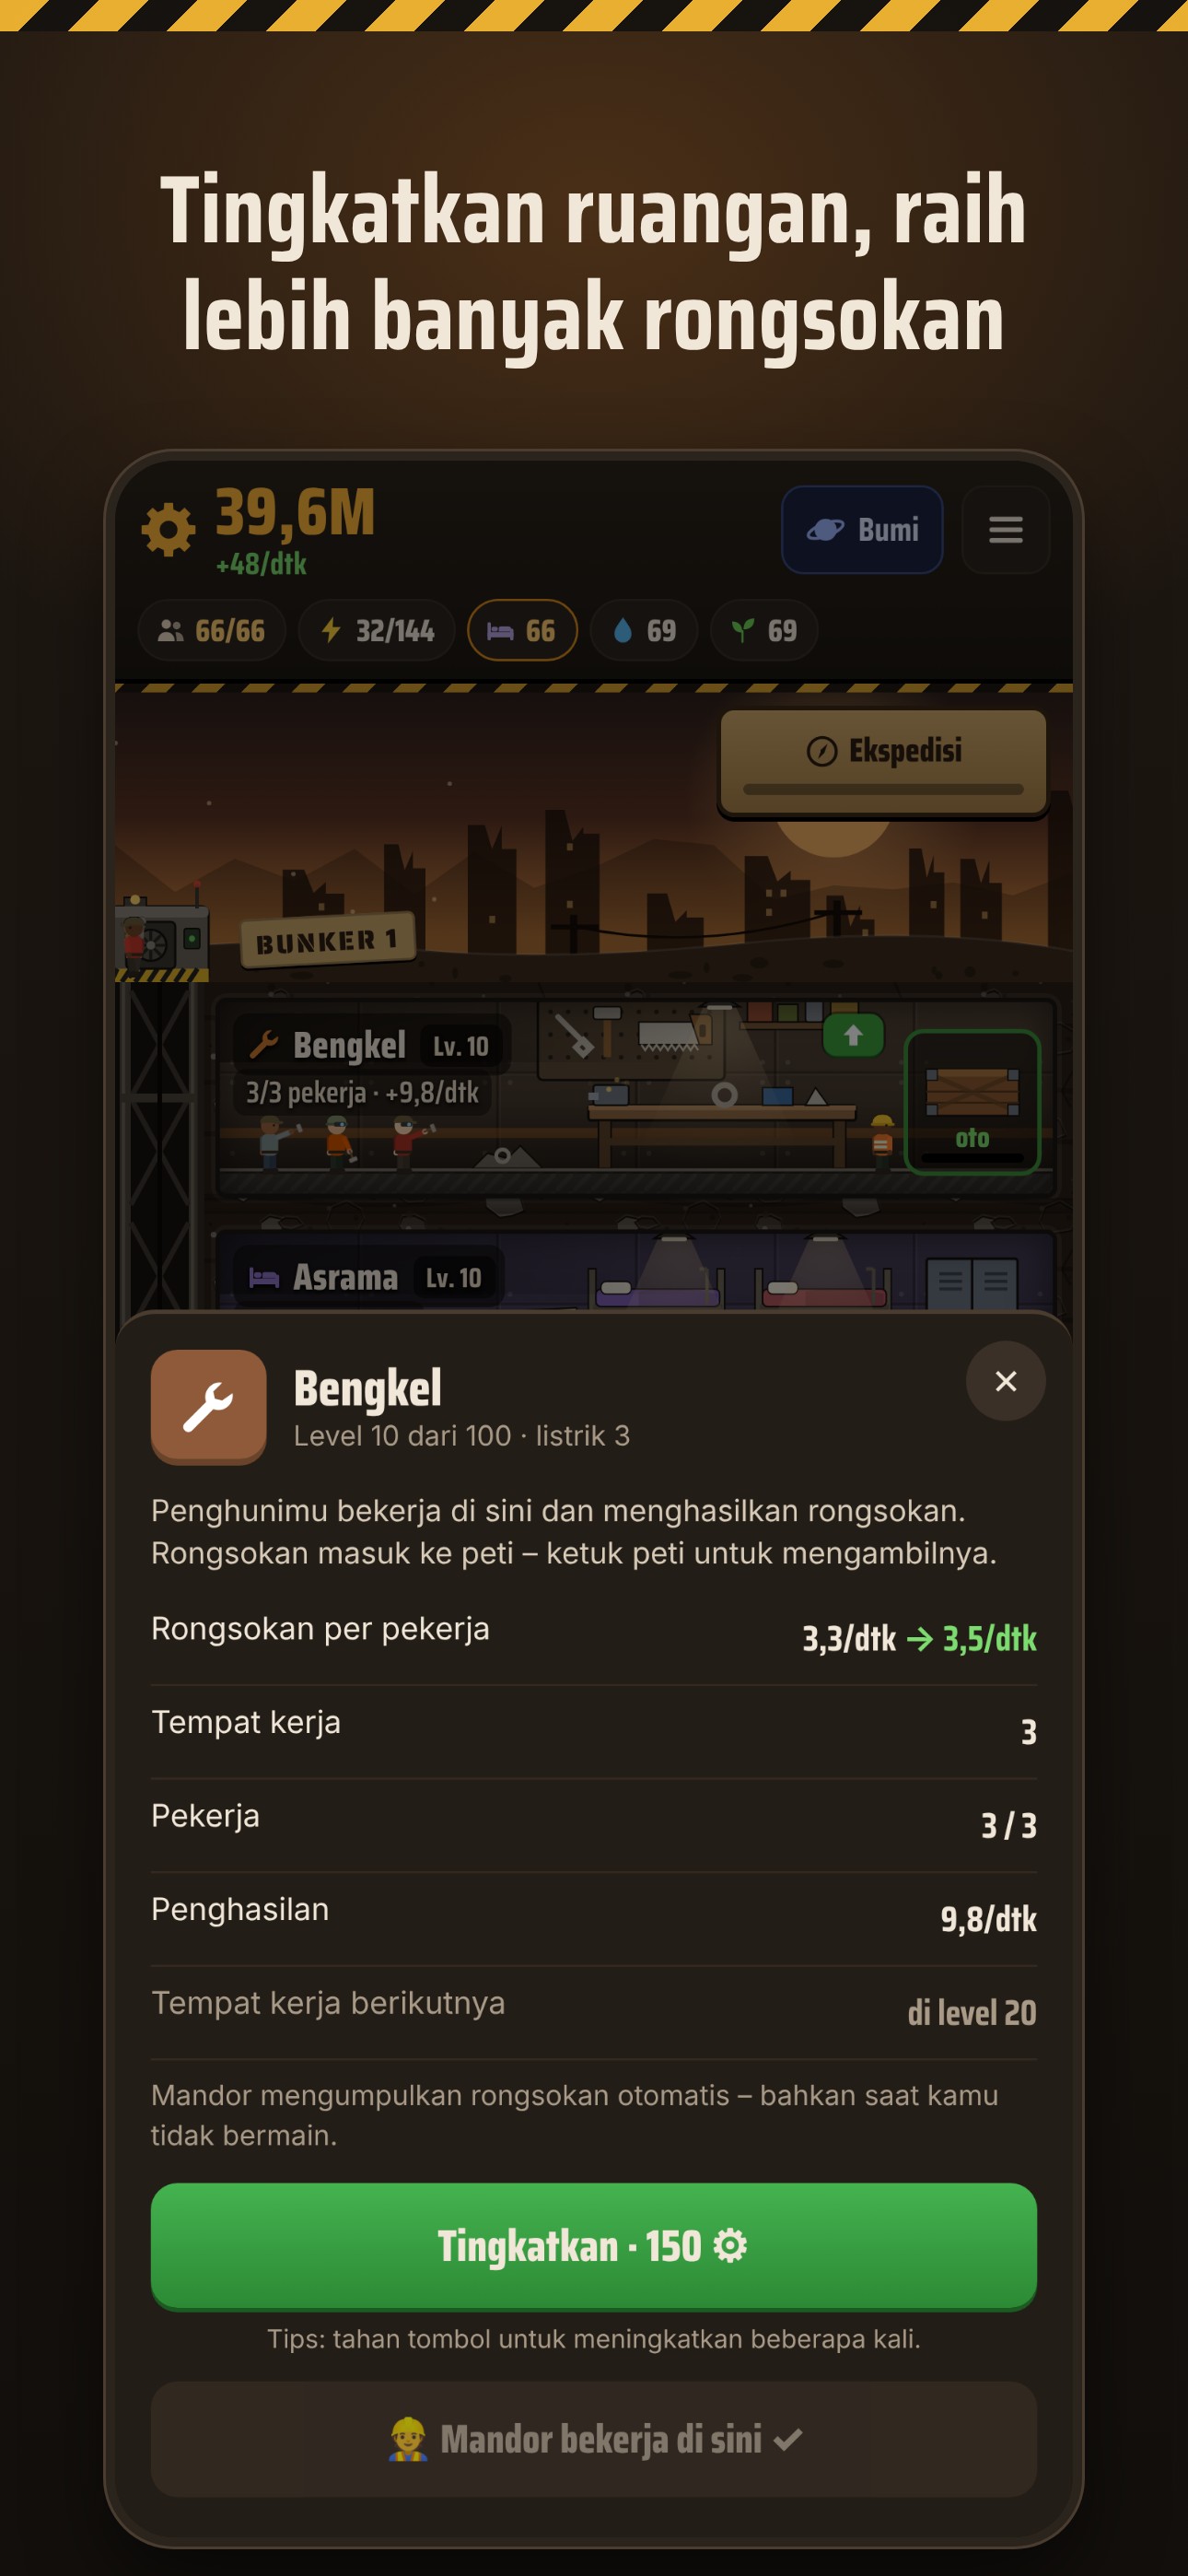 Tingkatkan ruangan, raih
lebih banyak rongsokan
39,6M
+48/dtk
Bumi
66/66
32/144
66
69
69
Ekspedisi
BUNKER 1
Bengkel
Lv. 10
3/3 pekerja · +9,8/dtk
oto
Asrama
Lv. 10
Bengkel
Level 10 dari 100 · listrik 3
Penghunimu bekerja di sini dan menghasilkan rongsokan.
Rongsokan masuk ke peti – ketuk peti untuk mengambilnya.
Rongsokan per pekerja
3,3/dtk → 3,5/dtk
Tempat kerja
3
Pekerja
3 / 3
Penghasilan
9,8/dtk
Tempat kerja berikutnya
di level 20
Mandor mengumpulkan rongsokan otomatis – bahkan saat kamu
tidak bermain.
Tingkatkan · 150 ⚙
Tips: tahan tombol untuk meningkatkan beberapa kali.
👷 Mandor bekerja di sini ✓